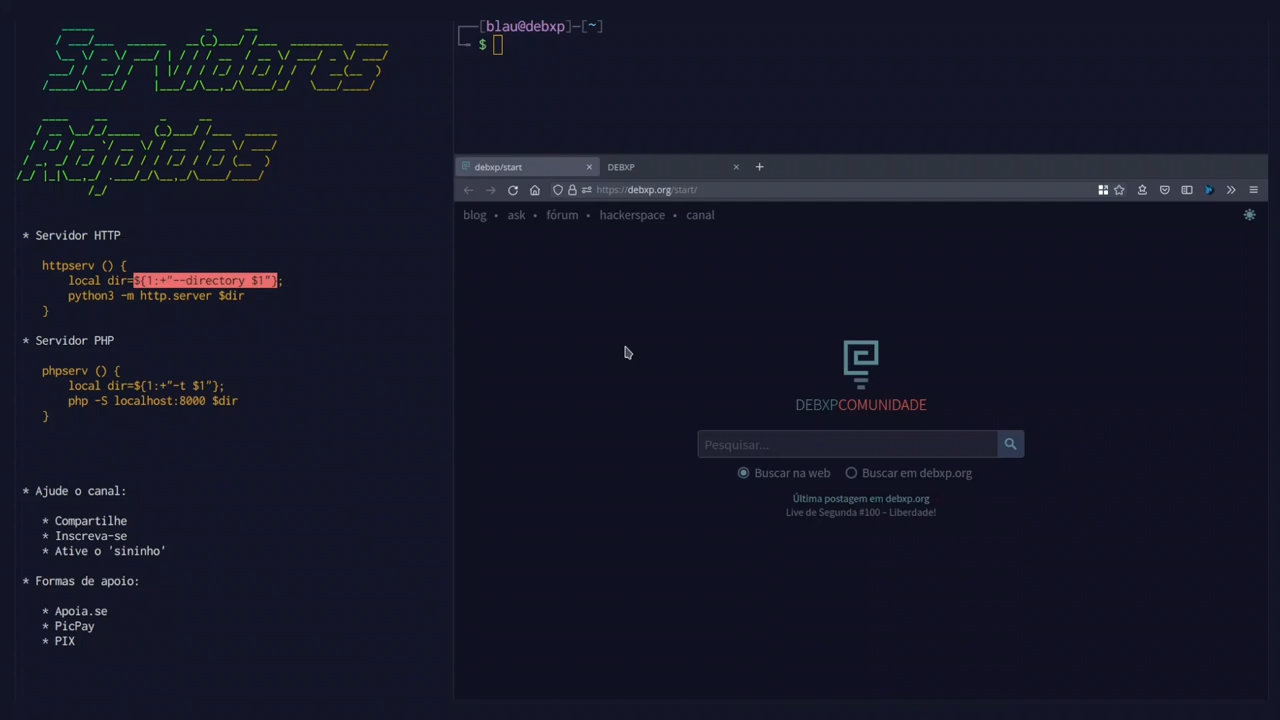 Servidores
Rápidos
* Servidor HTTP
httpserv () {
local dir=${1:+"--directory $1"};
python3 -m http.server $dir
}
* Servidor PHP
phpserv () {
local dir=${1:+"-t $1"};
php -S localhost:8000 $dir
}
* Ajude o canal:
* Compartilhe
* Inscreva-se
* Ative o 'sininho'
* Formas de apoio:
* Apoia.se
* PicPay
* PIX
┌──[blau@debxp]─[~]
└─ $
debxp/start
DEBXP
https://debxp.org/start/
blog • ask • fórum • hackerspace • canal
DEBXPCOMUNIDADE
Pesquisar...
Buscar na web
Buscar em debxp.org
Última postagem em debxp.org
Live de Segunda #100 – Liberdade!